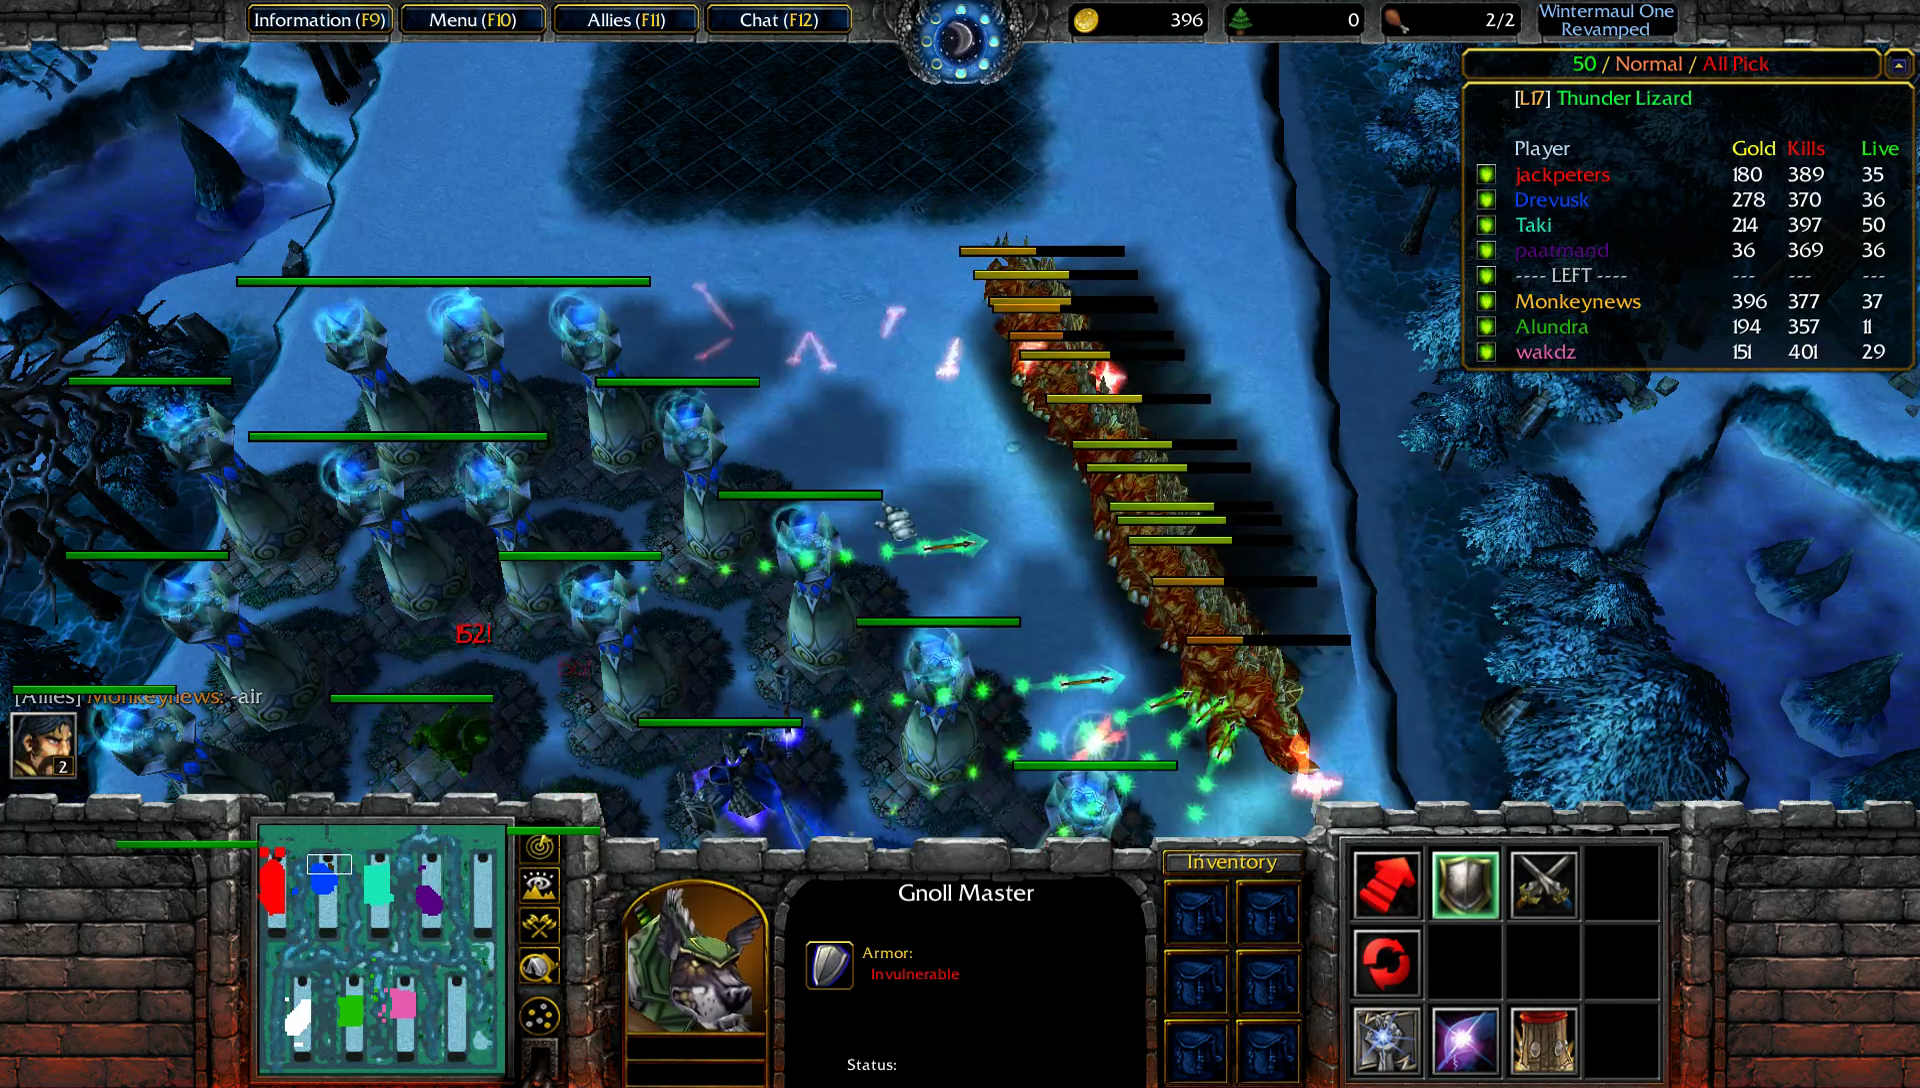 Information (F9)
Menu (F10)
Allies (F11)
Chat (F12)
396
0
2/2
Wintermaul One
Revamped
50 / Normal / All Pick
[L17] Thunder Lizard
Player Gold Kills Live
jackpeters 180 389 35
Drevusk 278 370 36
Taki 214 397 50
paatmand 36 369 36
---- LEFT ---- --- --- ---
Monkeynews 396 377 37
Alundra 194 357 11
wakdz 151 401 29
152!
[Allies] Monkeynews: -air
2
Gnoll Master
Armor:
Invulnerable
Status:
Inventory